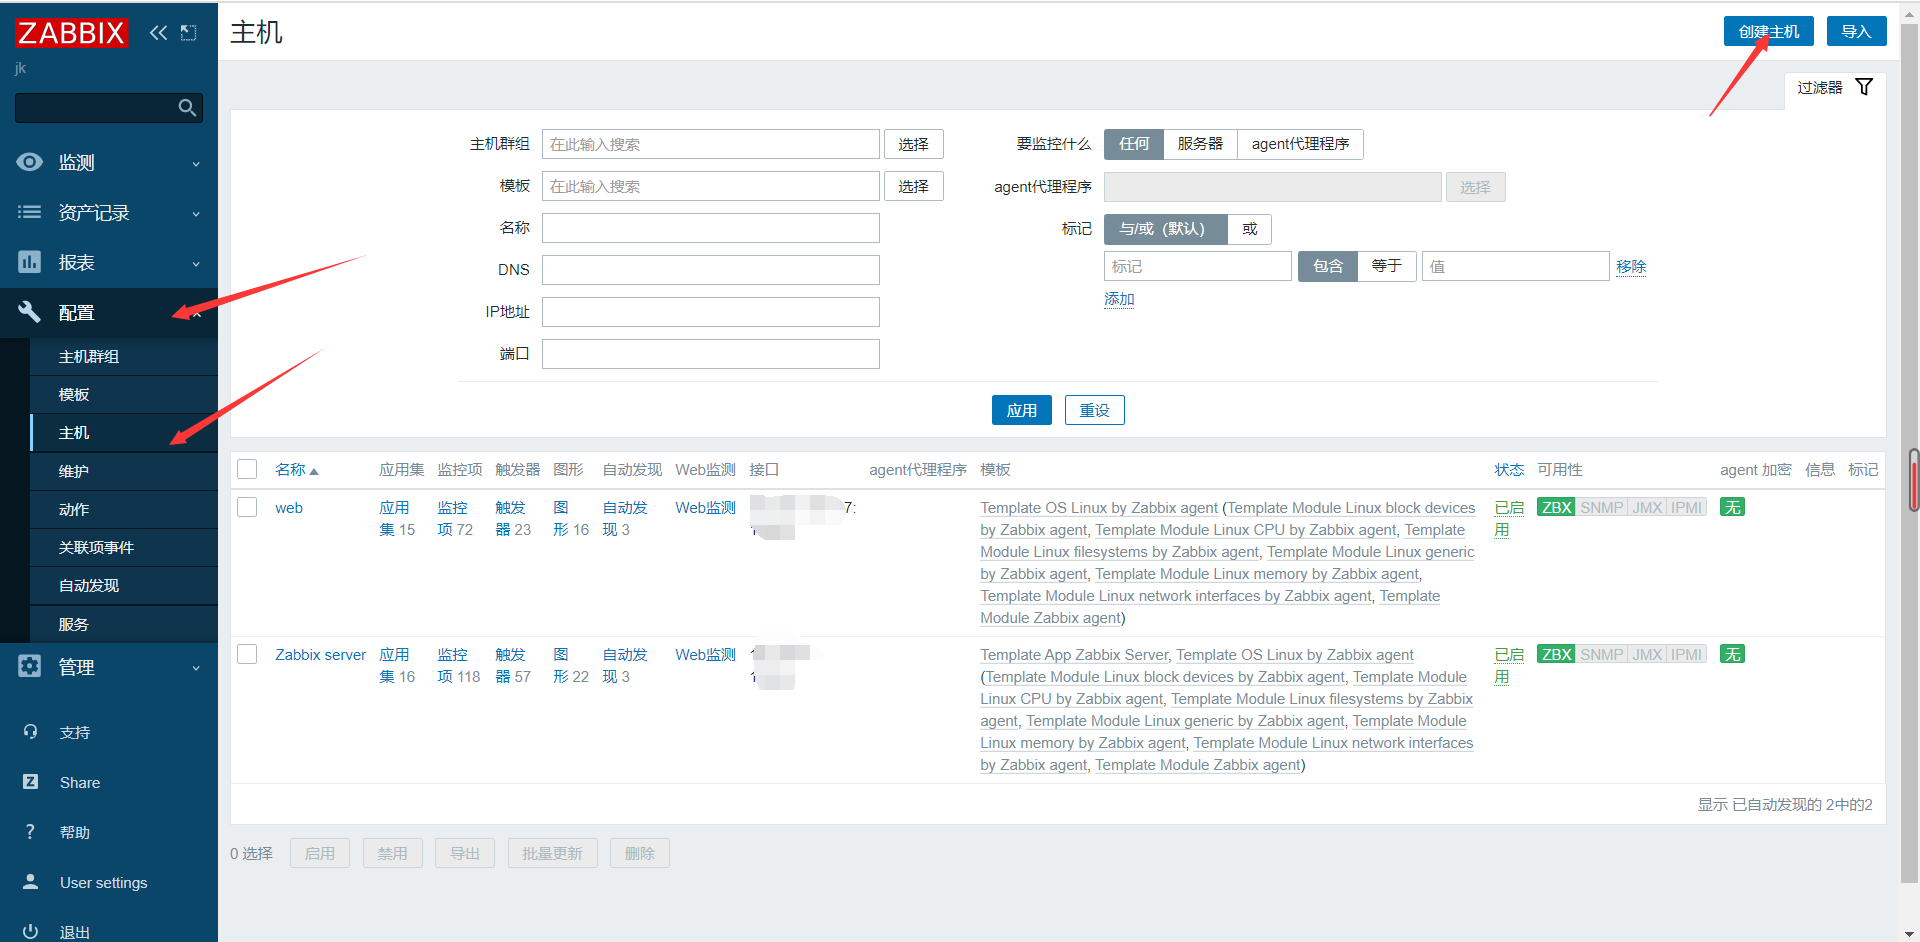 ZABBIX
jk
监测
资产记录
报表
配置
主机群组
模板
主机
维护
动作
关联项事件
自动发现
服务
管理
支持
Share
帮助
User settings
退出
主机
创建主机 导入
过滤器
主机群组 在此输入搜索 选择
模板 在此输入搜索 选择
名称
DNS
IP地址
端口
要监控什么 任何 服务器 agent代理程序
agent代理程序 选择
标记 与/或（默认） 或
标记 包含 等于 值 移除
添加
应用 重设
名称 应用集 监控项 触发器 图形 自动发现 Web监测 接口 agent代理程序 模板 状态 可用性 agent 加密 信息 标记
web 应用 监控 触发 图 自动发 Web监测 7: Template OS Linux by Zabbix agent (Template Module Linux block devices 已启 ZBX SNMP JMX IPMI 无
集 15 项 72 器 23 形 16 现 3 by Zabbix agent, Template Module Linux CPU by Zabbix agent, Template 用
Module Linux filesystems by Zabbix agent, Template Module Linux generic
by Zabbix agent, Template Module Linux memory by Zabbix agent,
Template Module Linux network interfaces by Zabbix agent, Template
Module Zabbix agent)
Zabbix server 应用 监控 触发 图 自动发 Web监测 Template App Zabbix Server, Template OS Linux by Zabbix agent 已启 ZBX SNMP JMX IPMI 无
集 16 项 118 器 57 形 22 现 3 (Template Module Linux block devices by Zabbix agent, Template Module 用
Linux CPU by Zabbix agent, Template Module Linux filesystems by Zabbix
agent, Template Module Linux generic by Zabbix agent, Template Module
Linux memory by Zabbix agent, Template Module Linux network interfaces
by Zabbix agent, Template Module Zabbix agent)
显示 已自动发现的 2中的2
0 选择 启用 禁用 导出 批量更新 删除